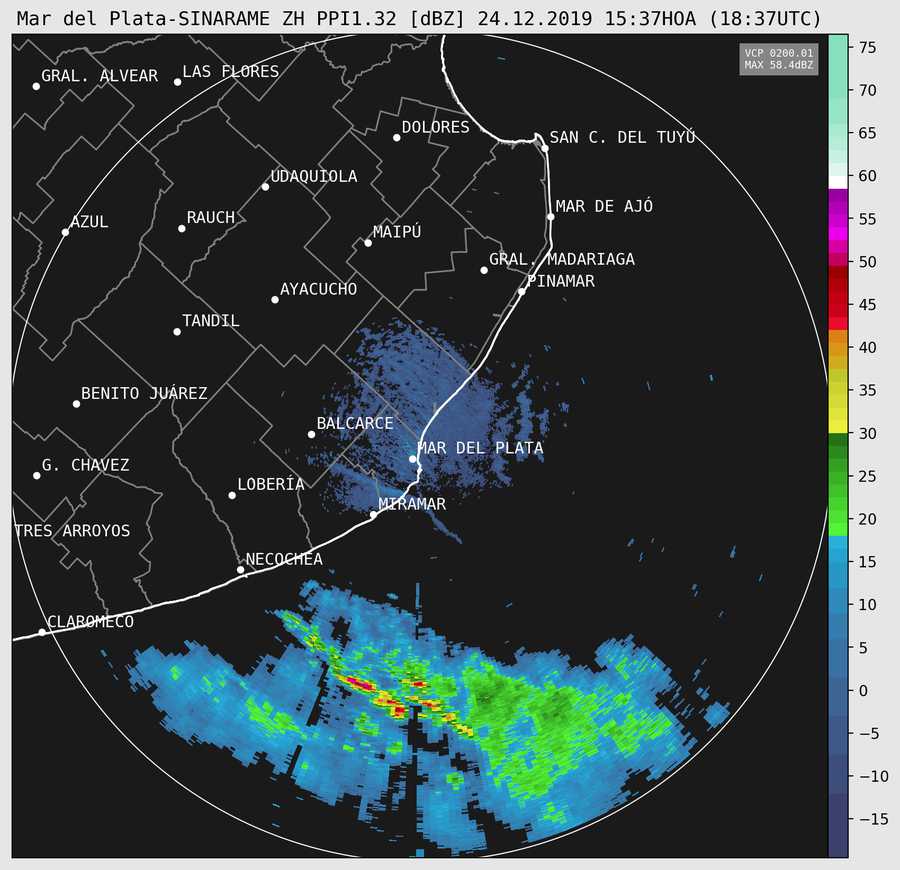 Mar del Plata-SINARAME ZH PPI1.32 [dBZ] 24.12.2019 15:37HOA (18:37UTC)
VCP 0200.01
MAX 58.4dBZ
GRAL. ALVEAR
LAS FLORES
DOLORES
SAN C. DEL TUYÚ
UDAQUIOLA
MAR DE AJÓ
AZUL
RAUCH
MAIPÚ
GRAL. MADARIAGA
PINAMAR
AYACUCHO
TANDIL
BENITO JUÁREZ
BALCARCE
MAR DEL PLATA
G. CHAVEZ
LOBERÍA
MIRAMAR
TRES ARROYOS
NECOCHEA
CLAROMECO
75
70
65
60
55
50
45
40
35
30
25
20
15
10
5
0
−5
−10
−15